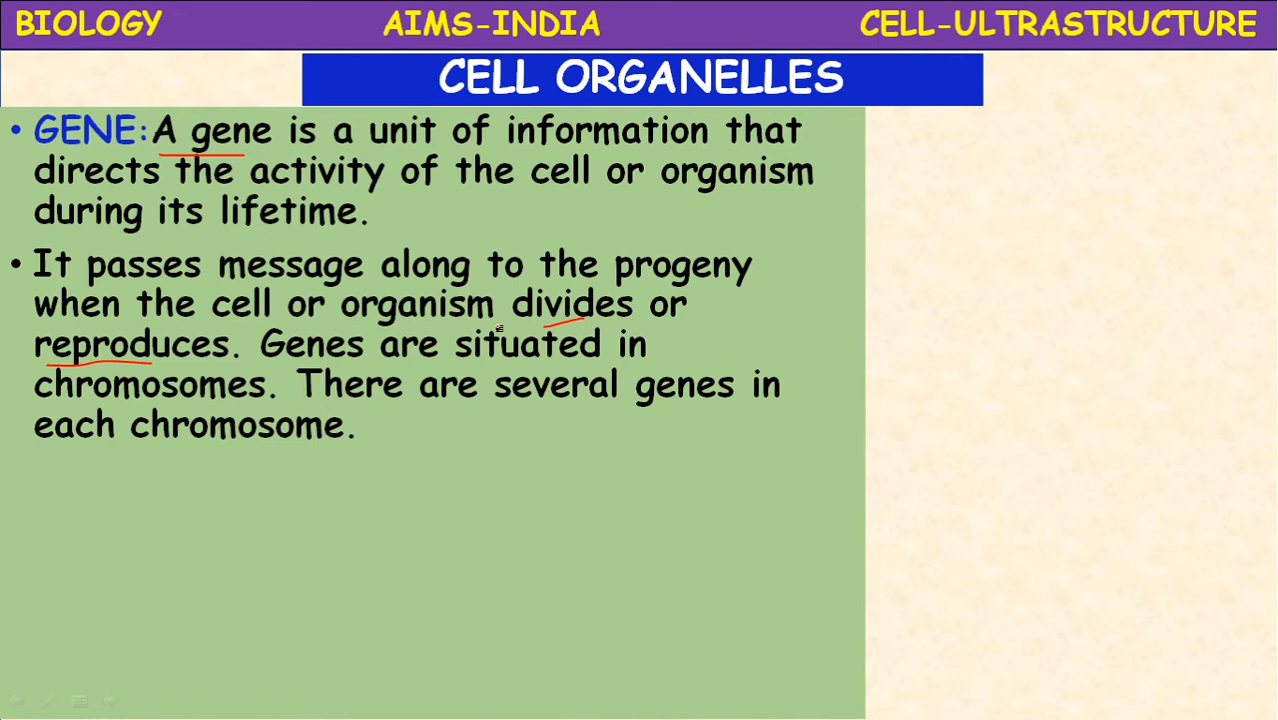 BIOLOGY AIMS-INDIA CELL-ULTRASTRUCTURE
CELL ORGANELLES
• GENE:A gene is a unit of information that
directs the activity of the cell or organism
during its lifetime.
• It passes message along to the progeny
when the cell or organism divides or
reproduces. Genes are situated in
chromosomes. There are several genes in
each chromosome.